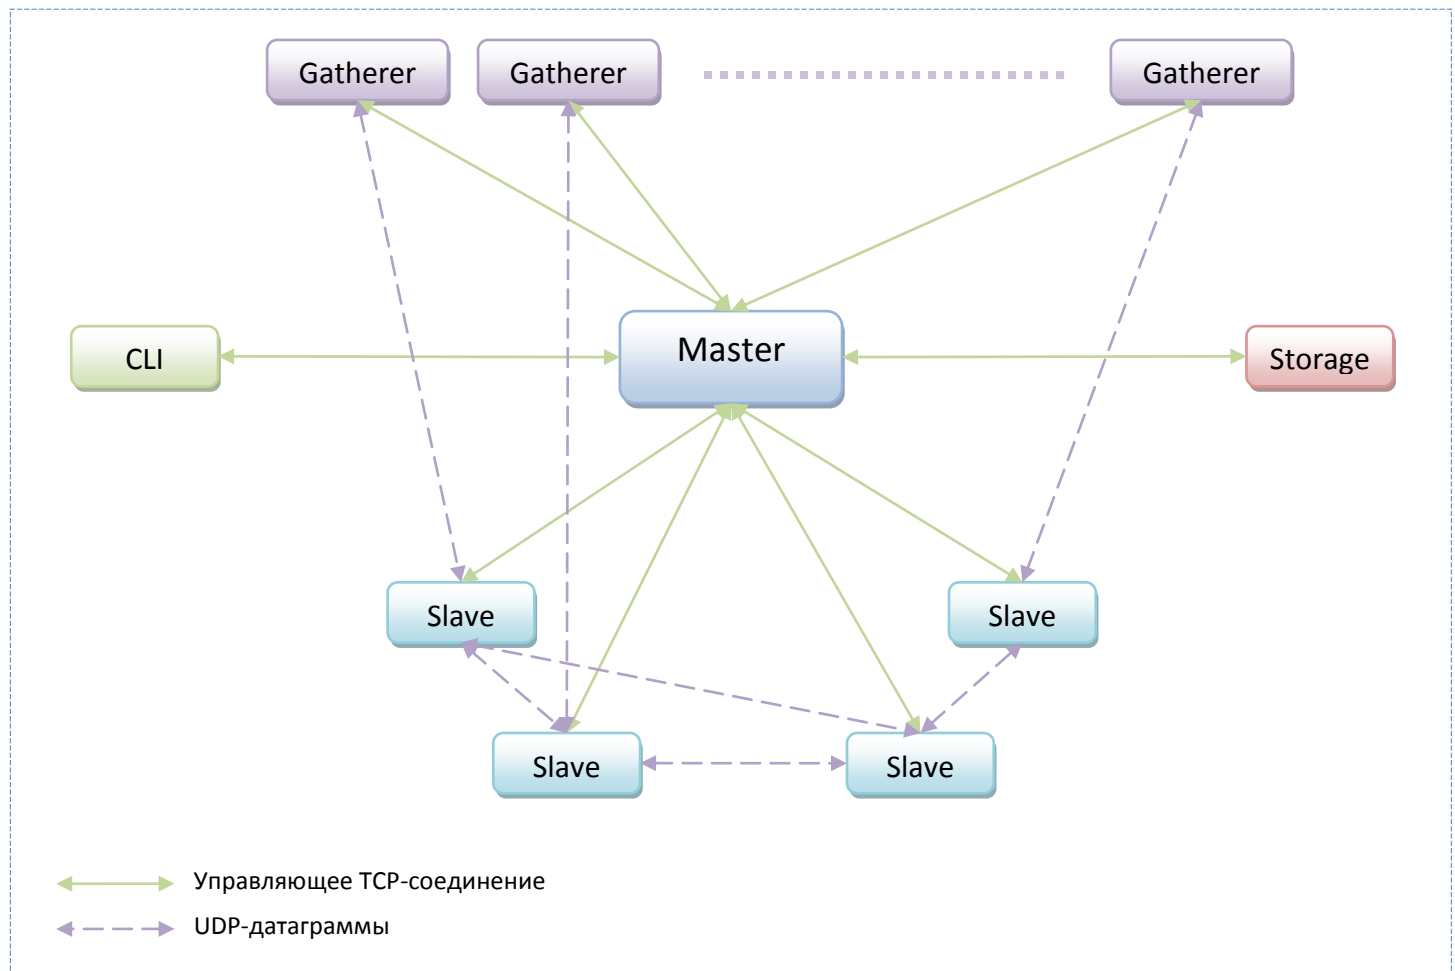 Gatherer
Gatherer
Gatherer
CLI
Master
Storage
Slave
Slave
Slave
Slave
Управляющее TCP-соединение
UDP-датаграммы